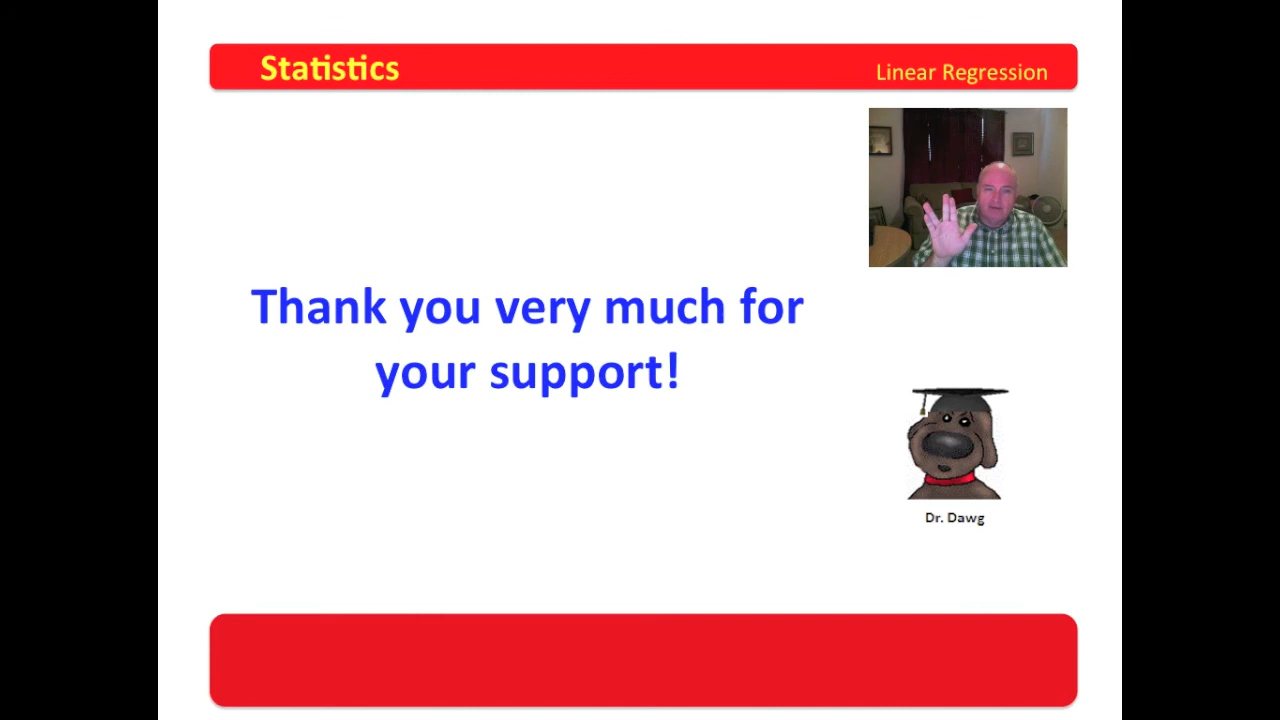 Statistics
Linear Regression
Thank you very much for
your support!
Dr. Dawg